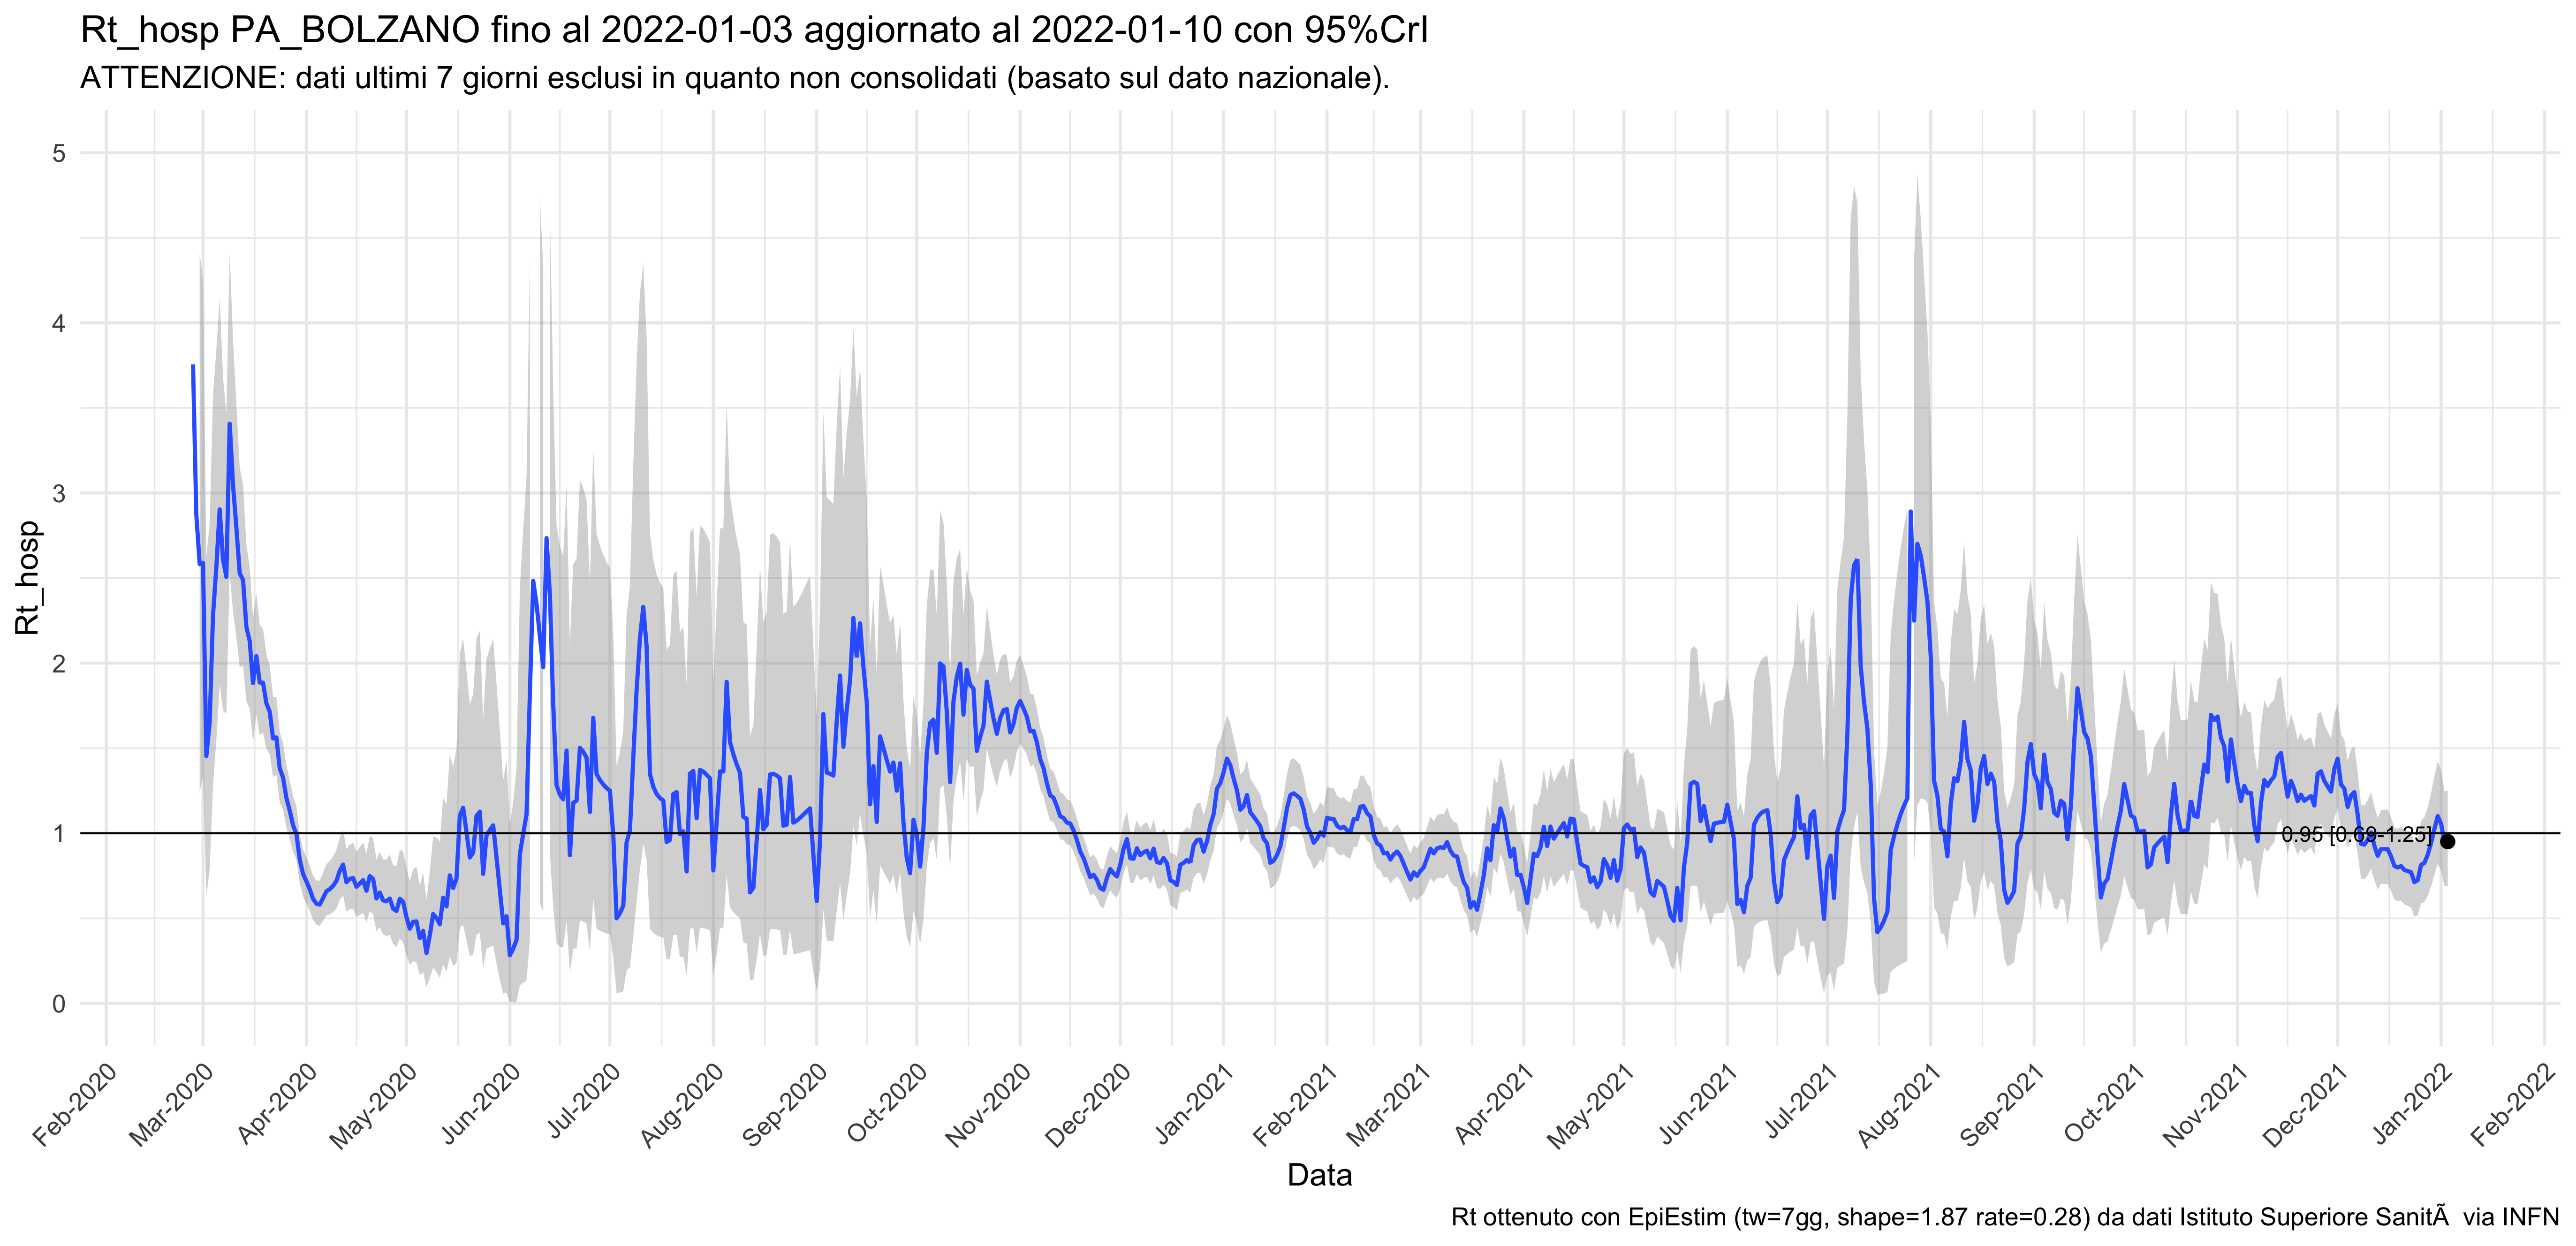 Rt_hosp PA_BOLZANO fino al 2022-01-03 aggiornato al 2022-01-10 con 95%CrI
ATTENZIONE: dati ultimi 7 giorni esclusi in quanto non consolidati (basato sul dato nazionale).
5
4
3
2
1
0
Rt_hosp
0.95 [0.69-1.25]
Feb-2020
Mar-2020
Apr-2020
May-2020
Jun-2020
Jul-2020
Aug-2020
Sep-2020
Oct-2020
Nov-2020
Dec-2020
Jan-2021
Feb-2021
Mar-2021
Apr-2021
May-2021
Jun-2021
Jul-2021
Aug-2021
Sep-2021
Oct-2021
Nov-2021
Dec-2021
Jan-2022
Feb-2022
Data
Rt ottenuto con EpiEstim (tw=7gg, shape=1.87 rate=0.28) da dati Istituto Superiore SanitÃ  via INFN